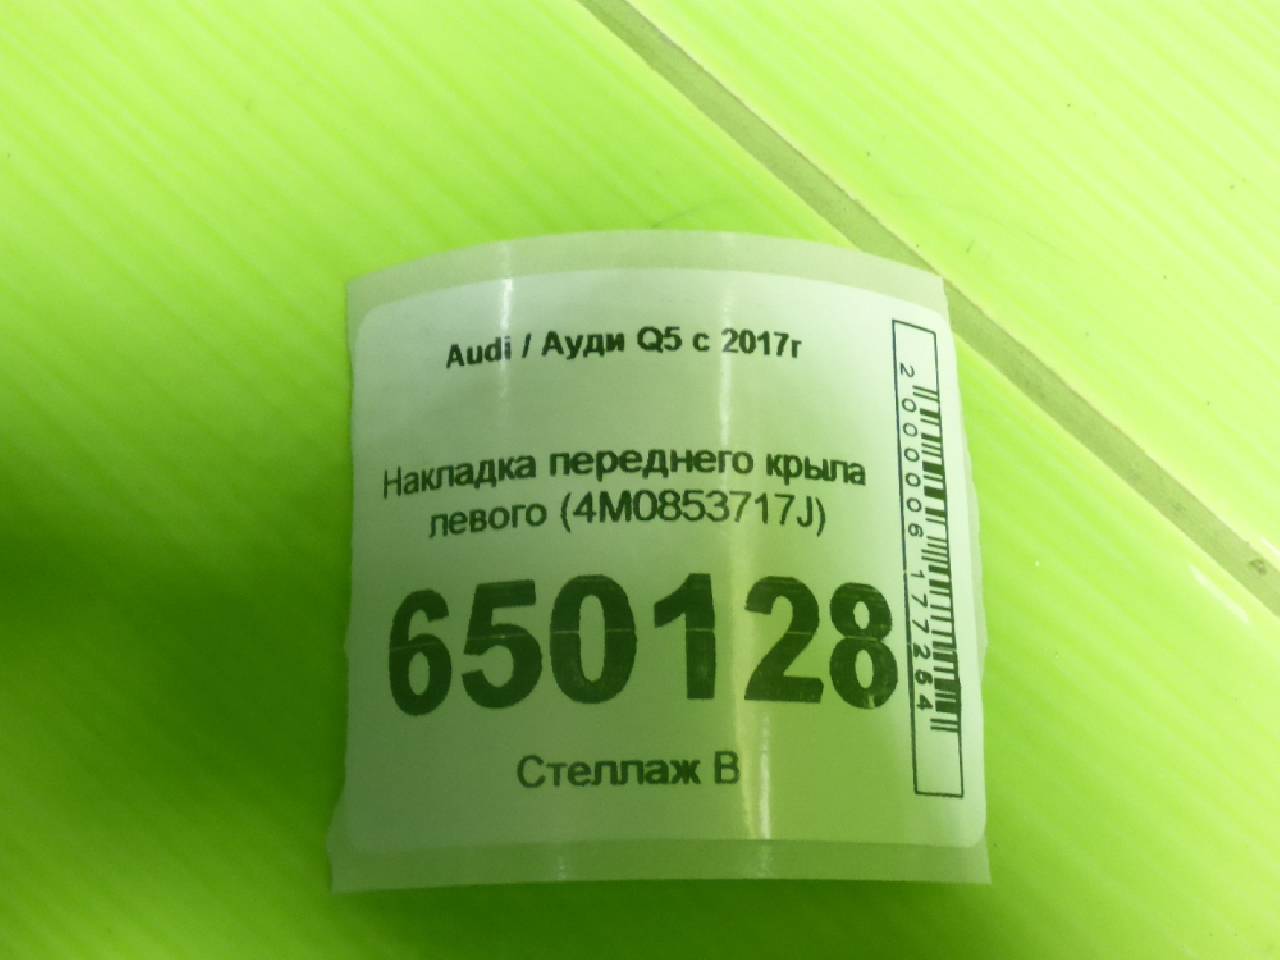 Audi / Ауди Q5 с 2017г
Накладка переднего крыла
левого (4M0853717J)
650128
Стеллаж В
2000006177264